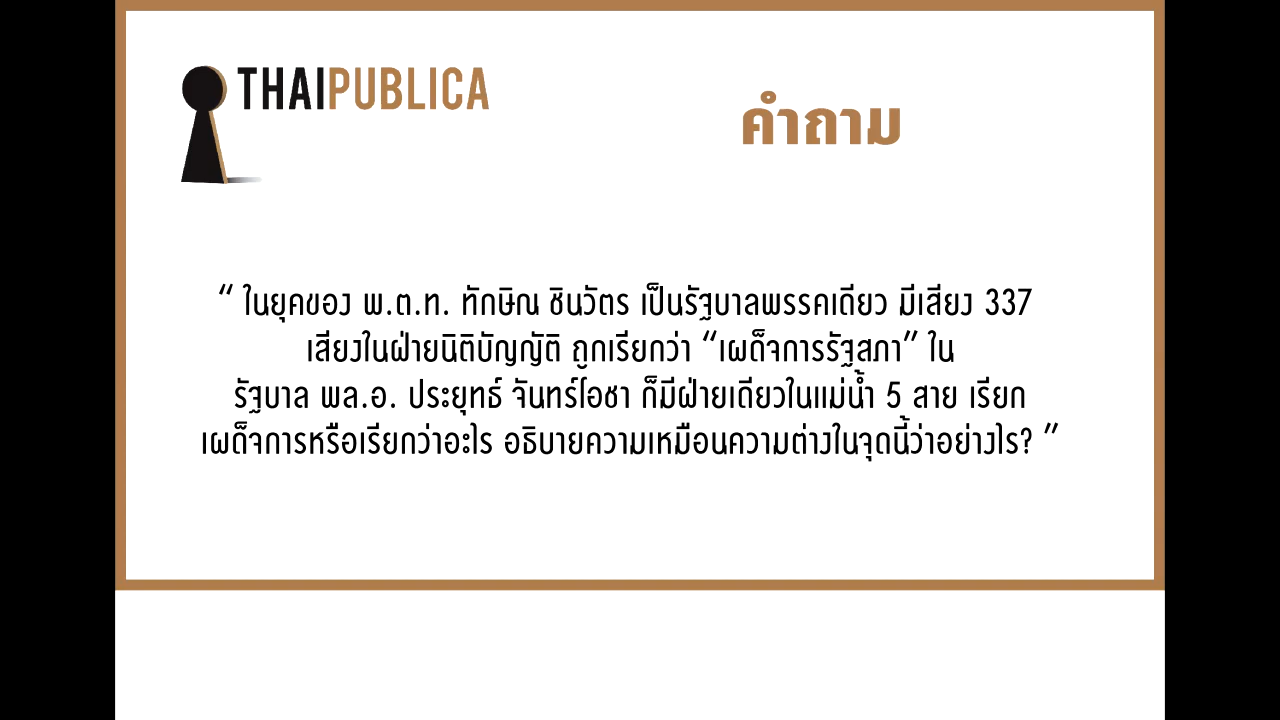 THAIPUBLICA
คำถาม
“ ในยุคของ พ.ต.ท. ทักษิณ ชินวัตร เป็นรัฐบาลพรรคเดียว มีเสียง 337
เสียงในฝ่ายนิติบัญญัติ ถูกเรียกว่า “เผด็จการรัฐสภา” ใน
รัฐบาล พล.อ. ประยุทธ์ จันทร์โอชา ก็มีฝ่ายเดียวในแม่น้ำ 5 สาย เรียก
เผด็จการหรือเรียกว่าอะไร อธิบายความเหมือนความต่างในจุดนี้ว่าอย่างไร? ”